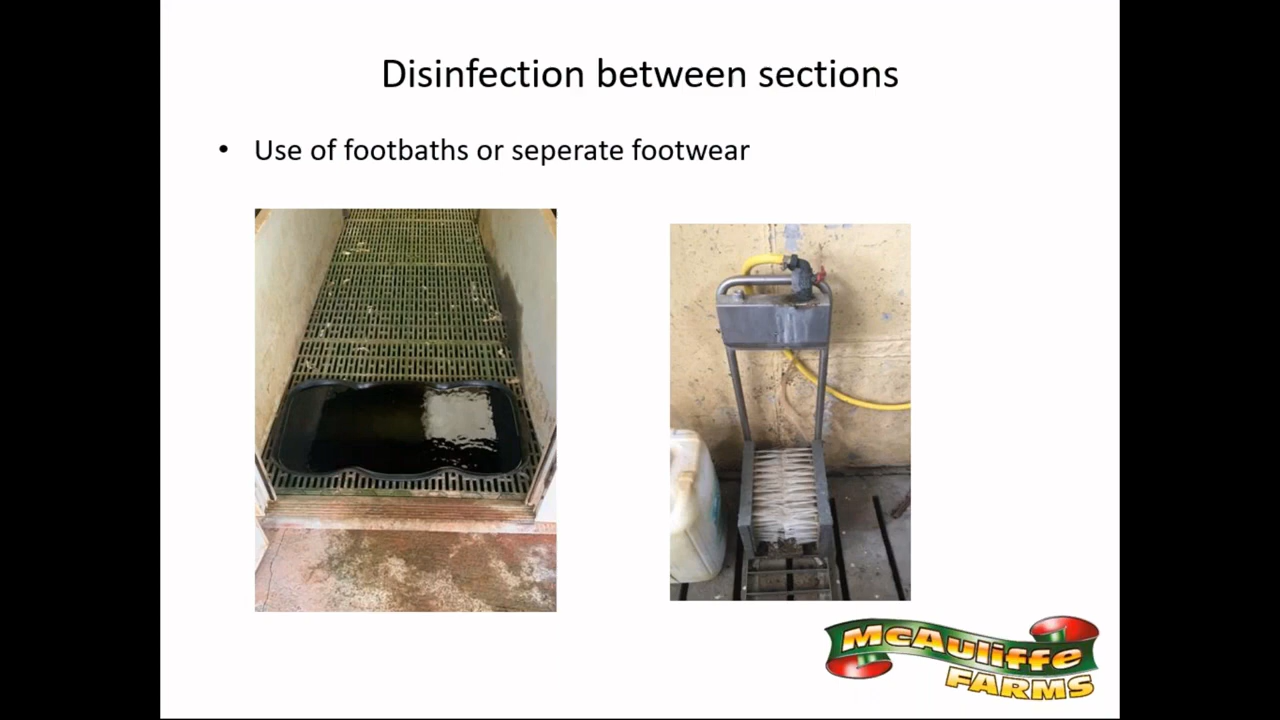 Disinfection between sections
• Use of footbaths or seperate footwear
McAuliffe
FARMS